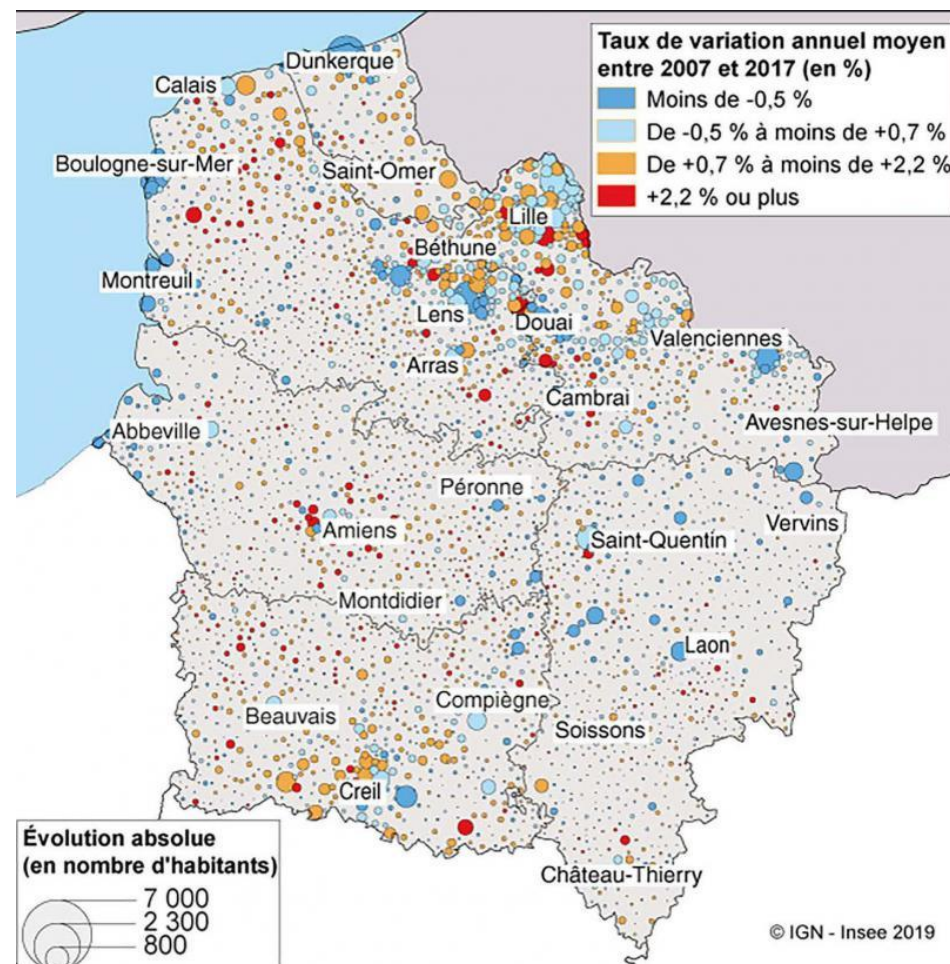 Taux de variation annuel moyen
entre 2007 et 2017 (en %)
Moins de -0,5 %
De -0,5 % à moins de +0,7 %
De +0,7 % à moins de +2,2 %
+2,2 % ou plus
Dunkerque
Calais
Boulogne-sur-Mer
Saint-Omer
Lille
Béthune
Montreuil
Lens
Douai
Valenciennes
Arras
Cambrai
Avesnes-sur-Helpe
Abbeville
Péronne
Vervins
Amiens
Saint-Quentin
Montdidier
Laon
Compiègne
Beauvais
Soissons
Creil
Château-Thierry
Évolution absolue
(en nombre d'habitants)
7 000
2 300
800
© IGN - Insee 2019